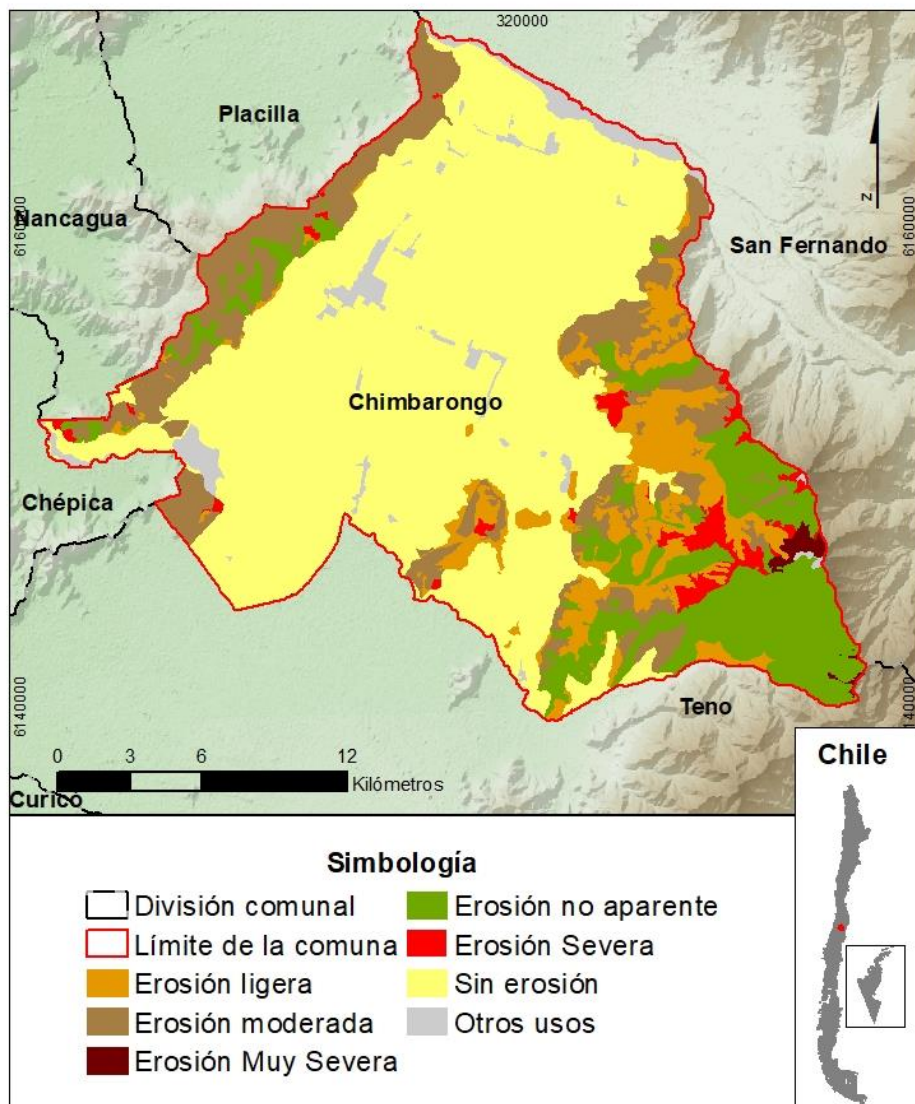 320000
Placilla
N
Nancagua
6160000
6160000
San Fernando
Chimbarongo
Chépica
Teno
6140000
6140000
0 3 6 12
Kilómetros
Curicó
Chile
Simbología
División comunal
Límite de la comuna
Erosión ligera
Erosión moderada
Erosión Muy Severa
Erosión no aparente
Erosión Severa
Sin erosión
Otros usos